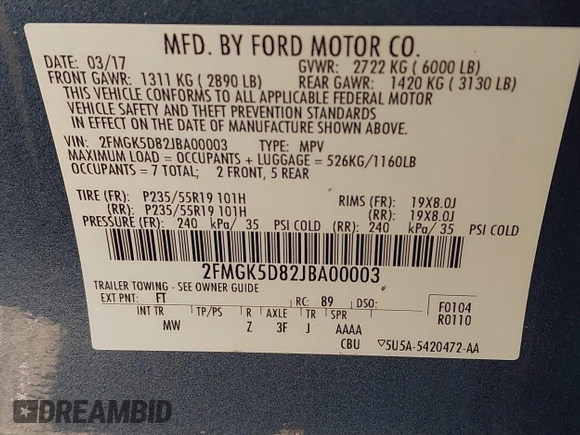 MFD. BY FORD MOTOR CO.
DATE: 03/17 GVWR: 2722 KG ( 6000 LB)
FRONT GAWR: 1311 KG ( 2890 LB) REAR GAWR: 1420 KG ( 3130 LB)
THIS VEHICLE CONFORMS TO ALL APPLICABLE FEDERAL MOTOR
VEHICLE SAFETY AND THEFT PREVENTION STANDARDS
IN EFFECT ON THE DATE OF MANUFACTURE SHOWN ABOVE.
VIN: 2FMGK5D82JBA00003 TYPE: MPV
MAXIMUM LOAD = OCCUPANTS + LUGGAGE = 526KG/1160LB
OCCUPANTS = 7 TOTAL; 2 FRONT, 5 REAR
TIRE (FR): P235/55R19 101H RIMS (FR): 19X8.0J
(RR): P235/55R19 101H (RR): 19X8.0J
PRESSURE (FR): 240 kPa/ 35 PSI COLD (RR): 240 kPa/ 35 PSI COLD
2FMGK5D82JBA00003
TRAILER TOWING - SEE OWNER GUIDE
EXT PNT: FT RC: 89 DSO: F0104
INT TR TP/PS R AXLE TR SPR R0110
MW Z 3F J AAAA
CBU ▽5U5A-5420472-AA
DREAMBID